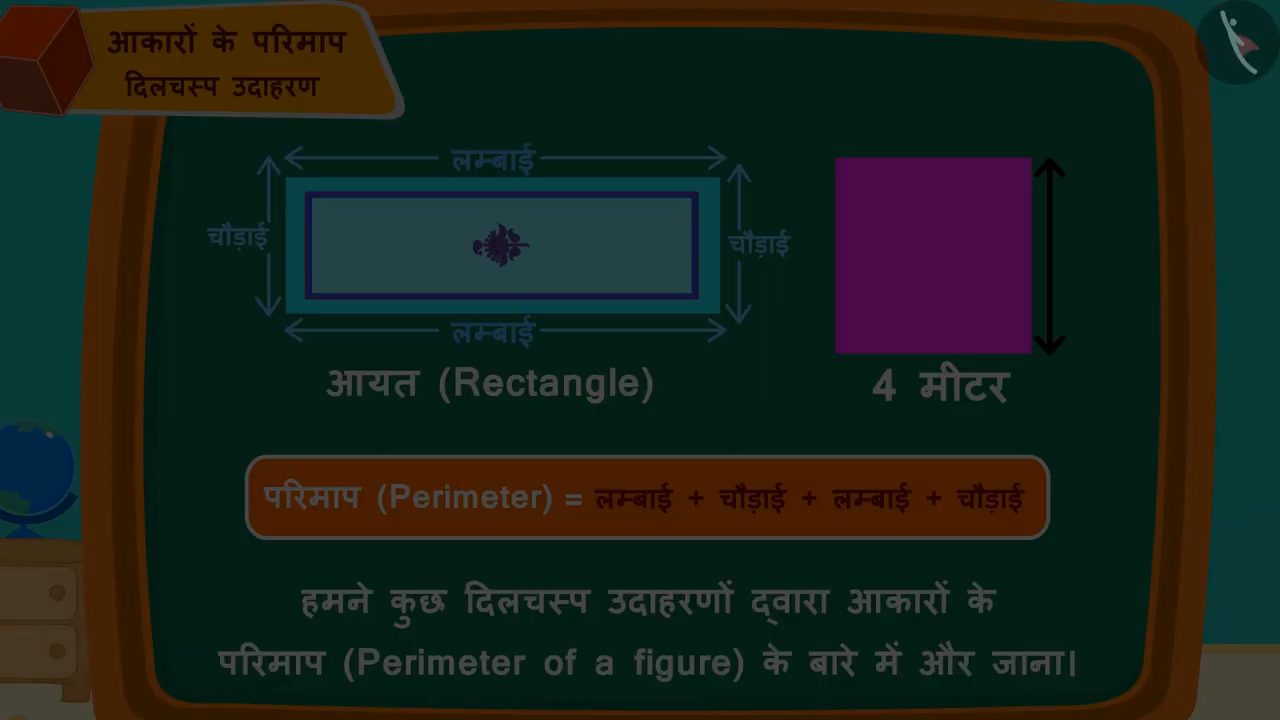 आकारों के परिमाप
दिलचस्प उदाहरण
लम्बाई
चौड़ाई
चौड़ाई
लम्बाई
आयत (Rectangle)
4 मीटर
परिमाप (Perimeter) = लम्बाई + चौड़ाई + लम्बाई + चौड़ाई
हमने कुछ दिलचस्प उदाहरणों द्वारा आकारों के
परिमाप (Perimeter of a figure) के बारे में और जाना।